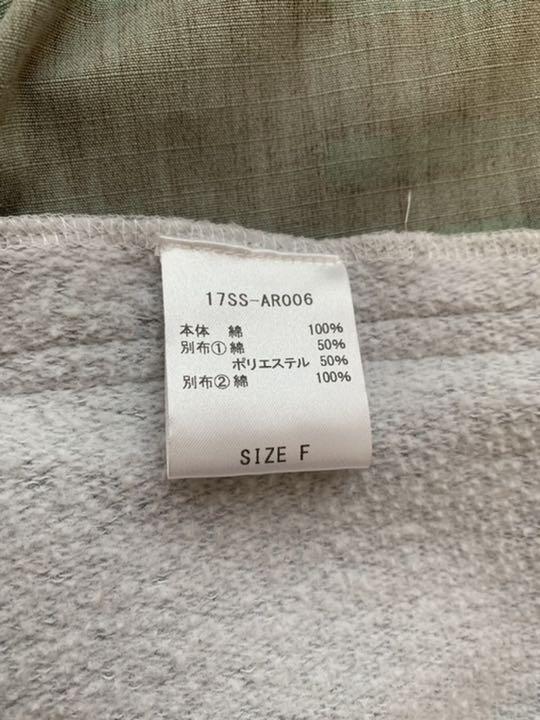 17SS-AR006
本体 綿 100%
別布①綿 50%
ポリエステル 50%
別布②綿 100%
SIZE F